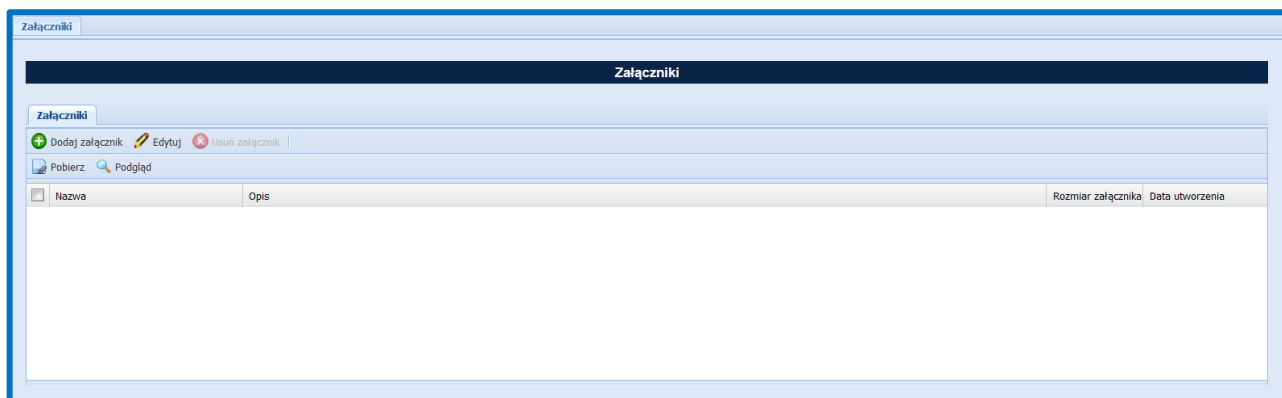 Załączniki
Załączniki
Załączniki
Dodaj załącznik Edytuj Usuń załącznik
Pobierz Podgląd
Nazwa Opis Rozmiar załącznika Data utworzenia